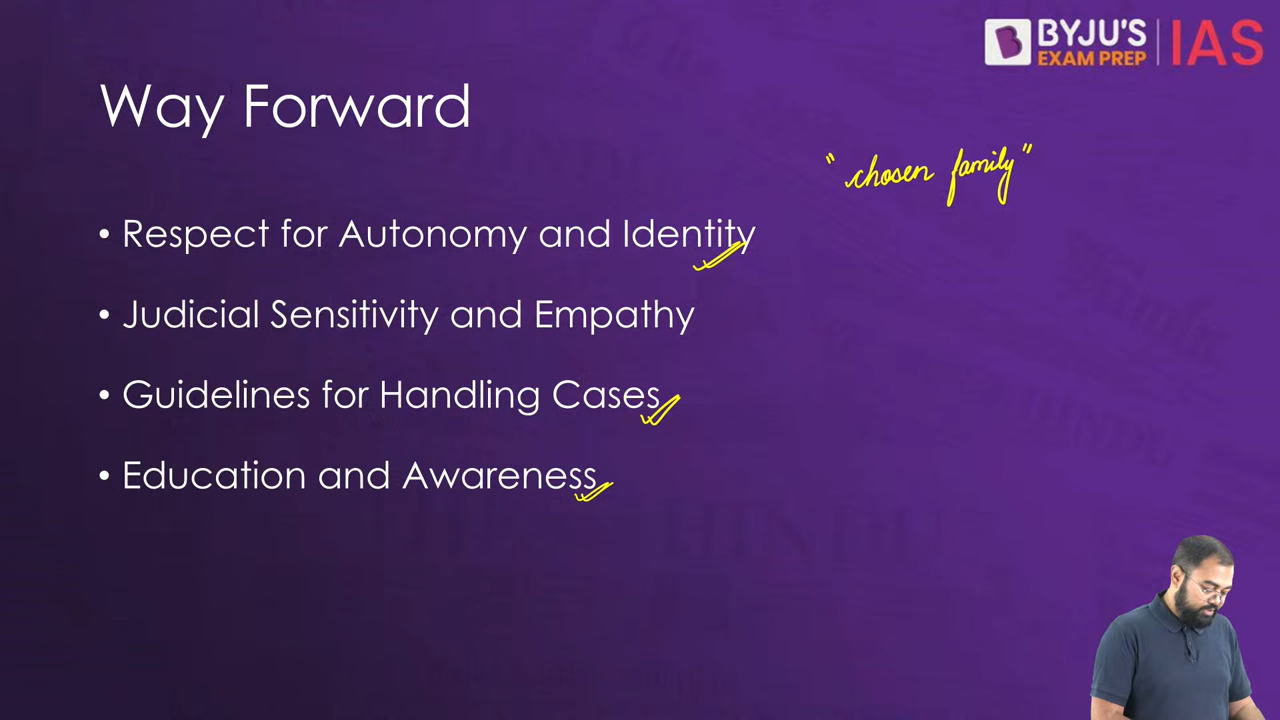 BYJU'S
EXAM PREP
IAS
Way Forward
"chosen family"
• Respect for Autonomy and Identity
• Judicial Sensitivity and Empathy
• Guidelines for Handling Cases
• Education and Awareness
HINDU